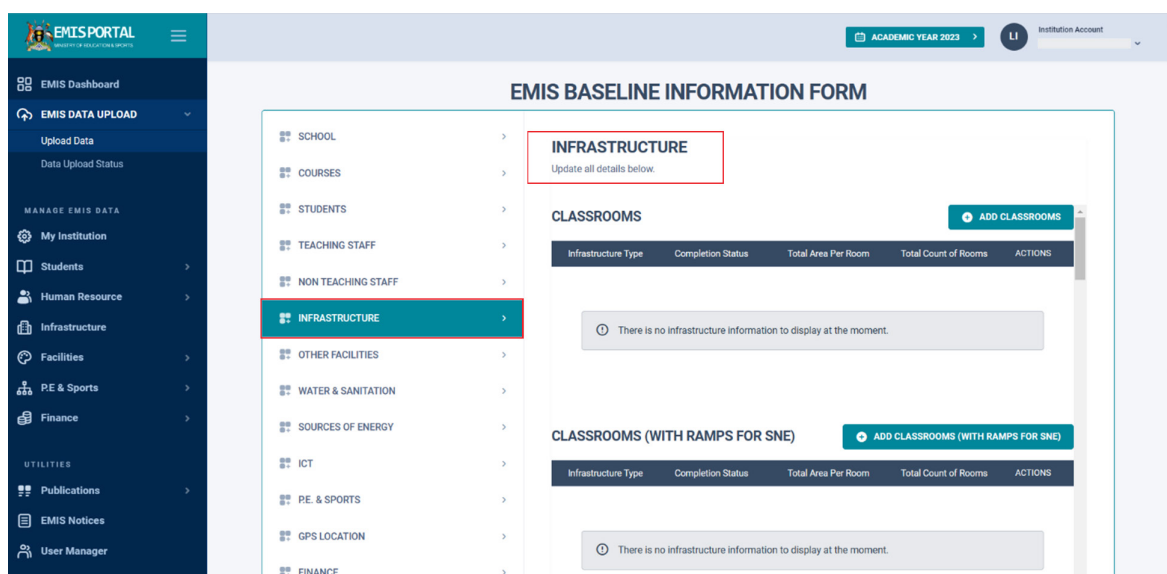 EMIS PORTAL
MINISTRY OF EDUCATION & SPORTS
ACADEMIC YEAR 2023
LI
Institution Account
EMIS Dashboard
EMIS DATA UPLOAD
Upload Data
Data Upload Status
MANAGE EMIS DATA
My Institution
Students
Human Resource
Infrastructure
Facilities
P.E & Sports
Finance
UTILITIES
Publications
EMIS Notices
User Manager
EMIS BASELINE INFORMATION FORM
SCHOOL
COURSES
STUDENTS
TEACHING STAFF
NON TEACHING STAFF
INFRASTRUCTURE
OTHER FACILITIES
WATER & SANITATION
SOURCES OF ENERGY
ICT
P.E. & SPORTS
GPS LOCATION
FINANCE
INFRASTRUCTURE
Update all details below.
CLASSROOMS
ADD CLASSROOMS
Infrastructure Type Completion Status Total Area Per Room Total Count of Rooms ACTIONS
There is no infrastructure information to display at the moment.
CLASSROOMS (WITH RAMPS FOR SNE)
ADD CLASSROOMS (WITH RAMPS FOR SNE)
Infrastructure Type Completion Status Total Area Per Room Total Count of Rooms ACTIONS
There is no infrastructure information to display at the moment.